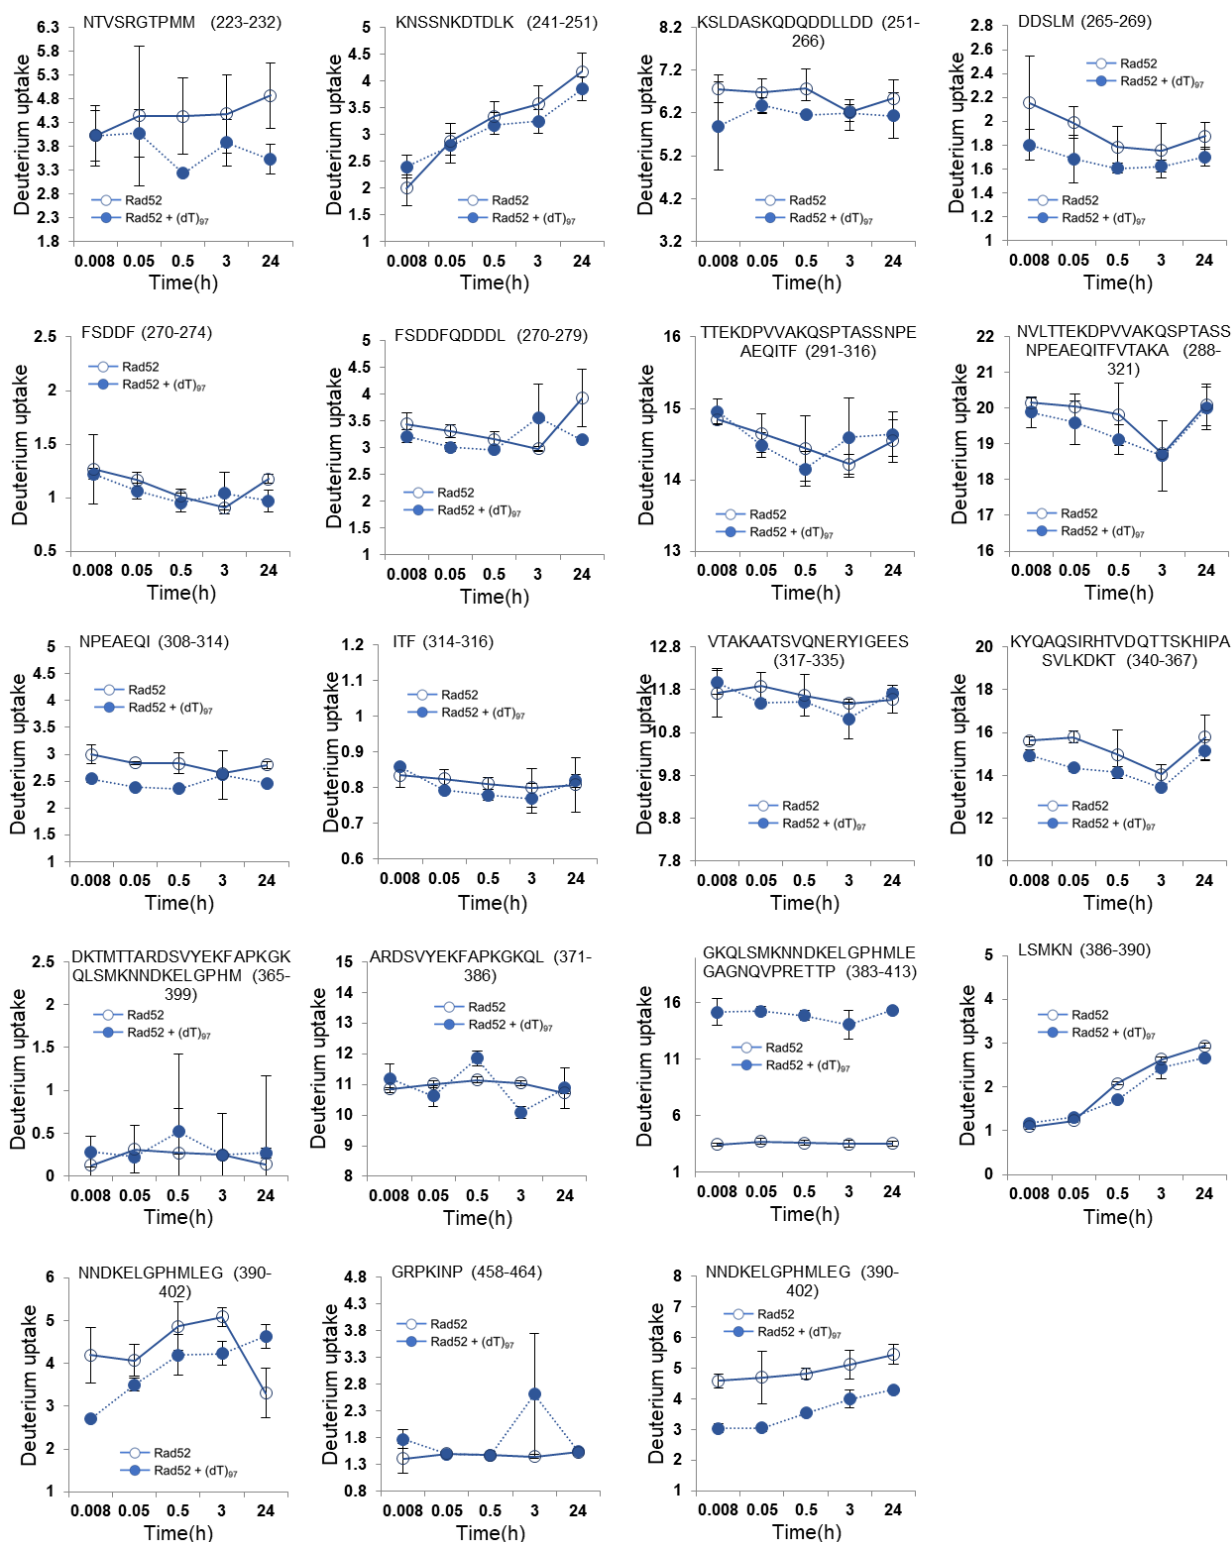 NTVSRGTPMM (223-232)
Deuterium uptake
6.3
5.8
5.3
4.8
4.3
3.8
3.3
2.8
2.3
1.8
Rad52
Rad52 + (dT)97
0.008 0.05 0.5 3 24
Time(h)
KNSSNKDTDLK (241-251)
Deuterium uptake
5
4.5
4
3.5
3
2.5
2
1.5
1
Rad52
Rad52 + (dT)97
0.008 0.05 0.5 3 24
Time(h)
KSLDASKQDQDDLLDD (251-
266)
Deuterium uptake
8.2
7.2
6.2
5.2
4.2
3.2
Rad52
Rad52 + (dT)97
0.008 0.05 0.5 3 24
Time(h)
DDSLM (265-269)
Deuterium uptake
2.8
2.6
2.4
2.2
2
1.8
1.6
1.4
1.2
1
Rad52
Rad52 + (dT)97
0.008 0.05 0.5 3 24
Time(h)
FSDDF (270-274)
Deuterium uptake
2.5
2
1.5
1
0.5
Rad52
Rad52 + (dT)97
0.008 0.05 0.5 3 24
Time(h)
FSDDFQDDDL (270-279)
Deuterium uptake
5
4.5
4
3.5
3
2.5
2
1.5
1
Rad52
Rad52 + (dT)97
0.008 0.05 0.5 3 24
Time(h)
TTEKDPVVAKQSPTASSNPE
AEQITF (291-316)
Deuterium uptake
16
15
14
13
Rad52
Rad52 + (dT)97
0.008 0.05 0.5 3 24
Time(h)
NVLTTEKDPVVAKQSPTASS
NPEAEQITFVTAKA (288-
321)
Deuterium uptake
22
21
20
19
18
17
16
Rad52
Rad52 + (dT)97
0.008 0.05 0.5 3 24
Time(h)
NPEAEQI (308-314)
Deuterium uptake
5
4.5
4
3.5
3
2.5
2
1.5
1
Rad52
Rad52 + (dT)97
0.008 0.05 0.5 3 24
Time(h)
ITF (314-316)
Deuterium uptake
1.2
1.1
1
0.9
0.8
0.7
0.6
Rad52
Rad52 + (dT)97
0.008 0.05 0.5 3 24
Time(h)
VTAKAATSVQNERYIGEES
(317-335)
Deuterium uptake
12.8
11.8
10.8
9.8
8.8
7.8
Rad52
Rad52 + (dT)97
0.008 0.05 0.5 3 24
Time(h)
KYQAQSIRHTVDQTTSKHIPA
SVLKDKT (340-367)
Deuterium uptake
20
18
16
14
12
10
Rad52
Rad52 + (dT)97
0.008 0.05 0.5 3 24
Time(h)
DKTMTTARDSVYEKFAPKGK
QLSMKNNDKELGPHM (365-
399)
Deuterium uptake
2.5
2
1.5
1
0.5
0
Rad52
Rad52 + (dT)97
0.008 0.05 0.5 3 24
Time(h)
ARDSVYEKFAPKGKQL (371-
386)
Deuterium uptake
15
14
13
12
11
10
9
8
Rad52
Rad52 + (dT)97
0.008 0.05 0.5 3 24
Time(h)
GKQLSMKNNDKELGPHMLE
GAGNQVPRETTP (383-413)
Deuterium uptake
16
11
6
1
Rad52
Rad52 + (dT)97
0.008 0.05 0.5 3 24
Time(h)
LSMKN (386-390)
Deuterium uptake
5
4
3
2
1
0
Rad52
Rad52 + (dT)97
0.008 0.05 0.5 3 24
Time(h)
NNDKELGPHMLEG (390-
402)
Deuterium uptake
6
5
4
3
2
1
Rad52
Rad52 + (dT)97
0.008 0.05 0.5 3 24
Time(h)
GRPKINP (458-464)
Deuterium uptake
4.8
4.3
3.8
3.3
2.8
2.3
1.8
1.3
0.8
Rad52
Rad52 + (dT)97
0.008 0.05 0.5 3 24
Time(h)
NNDKELGPHMLEG (390-
402)
Deuterium uptake
8
7
6
5
4
3
2
1
Rad52
Rad52 + (dT)97
0.008 0.05 0.5 3 24
Time(h)